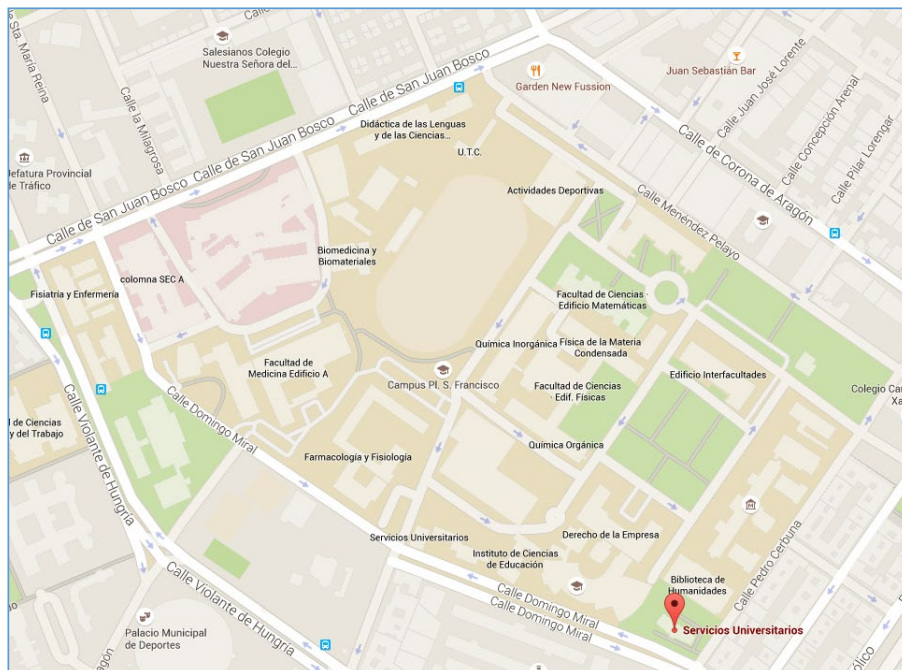 Calle Sta. María Reina
Salesianos Colegio
Nuestra Señora del...
Calle la Milagrosa
Calle de San Juan Bosco
Calle de San Juan Bosco
Calle de San Juan Bosco
Garden New Fussion
Juan Sebastián Bar
Calle Juan José Lorente
Calle Concepción Arenal
Calle Pilar Lorengar
Calle de Corona de Aragón
Jefatura Provincial
de Tráfico
Didáctica de las Lenguas
y de las Ciencias...
U.T.C.
Actividades Deportivas
Calle Menéndez Pelayo
Biomedicina y
Biomateriales
colomna SEC A
Fisiatria y Enfermería
Facultad de Ciencias ·
Edificio Matemáticas
Química Inorgánica
Física de la Materia
Condensada
Facultad de
Medicina Edificio A
Campus Pl. S. Francisco
Facultad de Ciencias
· Edif. Físicas
Edificio Interfacultades
Colegio Ca
Xa
d de Ciencias
y del Trabajo
Calle Violante de Hungría
Calle Domingo Miral
Química Orgánica
Farmacología y Fisiología
Servicios Universitarios
Derecho de la Empresa
Instituto de Ciencias
de Educación
Calle Pedro Cerbuna
Biblioteca de
Humanidades
Calle Domingo Miral
Calle Domingo Miral
Servicios Universitarios
Calle Violante de Hungría
Palacio Municipal
de Deportes
agón
ólico